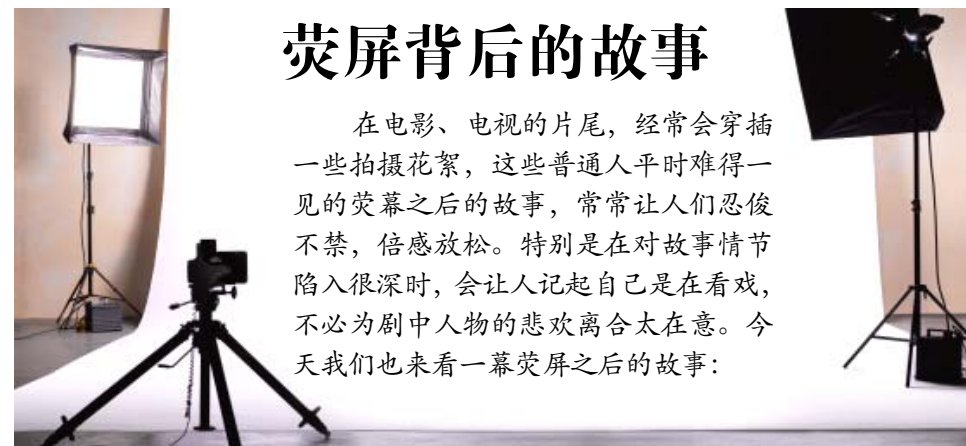 荧屏背后的故事
在电影、电视的片尾，经常会穿插
一些拍摄花絮，这些普通人平时难得一
见的荧幕之后的故事，常常让人们忍俊
不禁，倍感放松。特别是在对故事情节
陷入很深时，会让人记起自己是在看戏，
不必为剧中人物的悲欢离合太在意。今
天我们也来看一幕荧屏之后的故事：